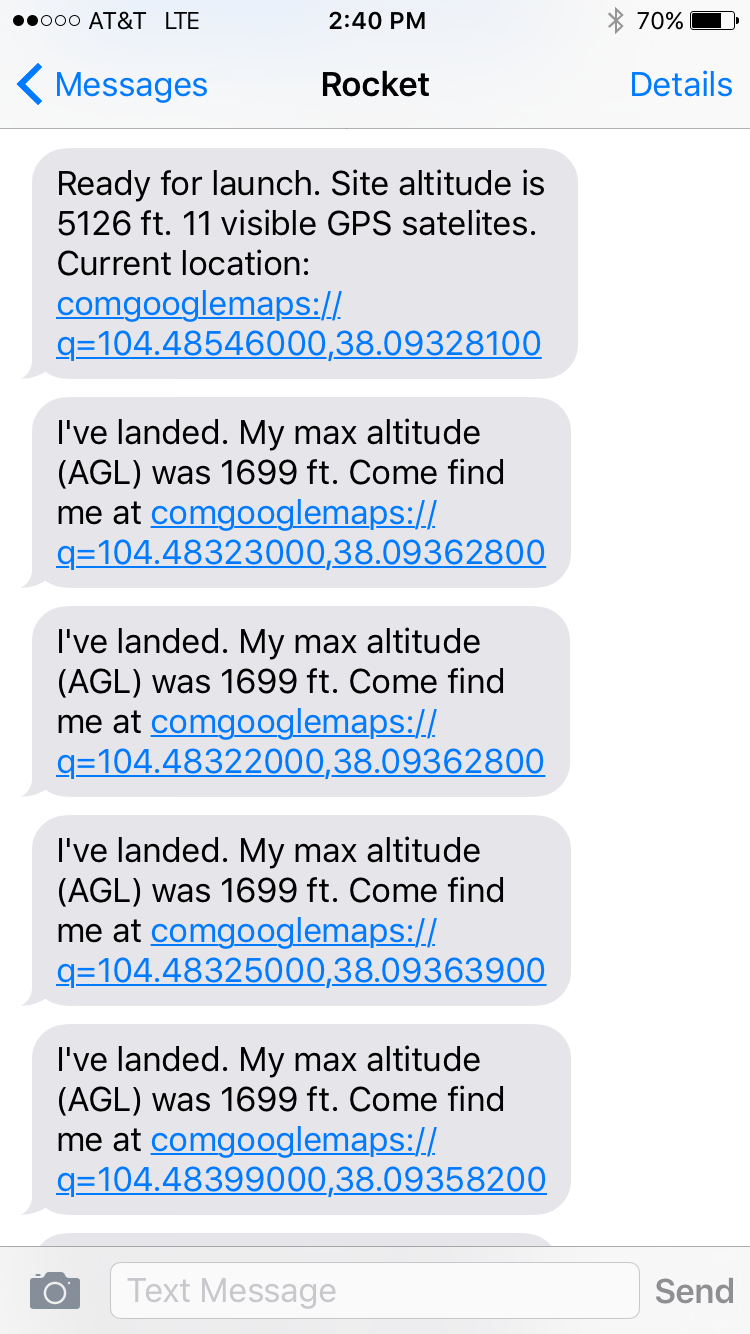 AT&T LTE 2:40 PM 70%
Messages Rocket Details
Ready for launch. Site altitude is
5126 ft. 11 visible GPS satelites.
Current location:
comgooglemaps://
q=104.48546000,38.09328100
I've landed. My max altitude
(AGL) was 1699 ft. Come find
me at comgooglemaps://
q=104.48323000,38.09362800
I've landed. My max altitude
(AGL) was 1699 ft. Come find
me at comgooglemaps://
q=104.48322000,38.09362800
I've landed. My max altitude
(AGL) was 1699 ft. Come find
me at comgooglemaps://
q=104.48325000,38.09363900
I've landed. My max altitude
(AGL) was 1699 ft. Come find
me at comgooglemaps://
q=104.48399000,38.09358200
Text Message Send